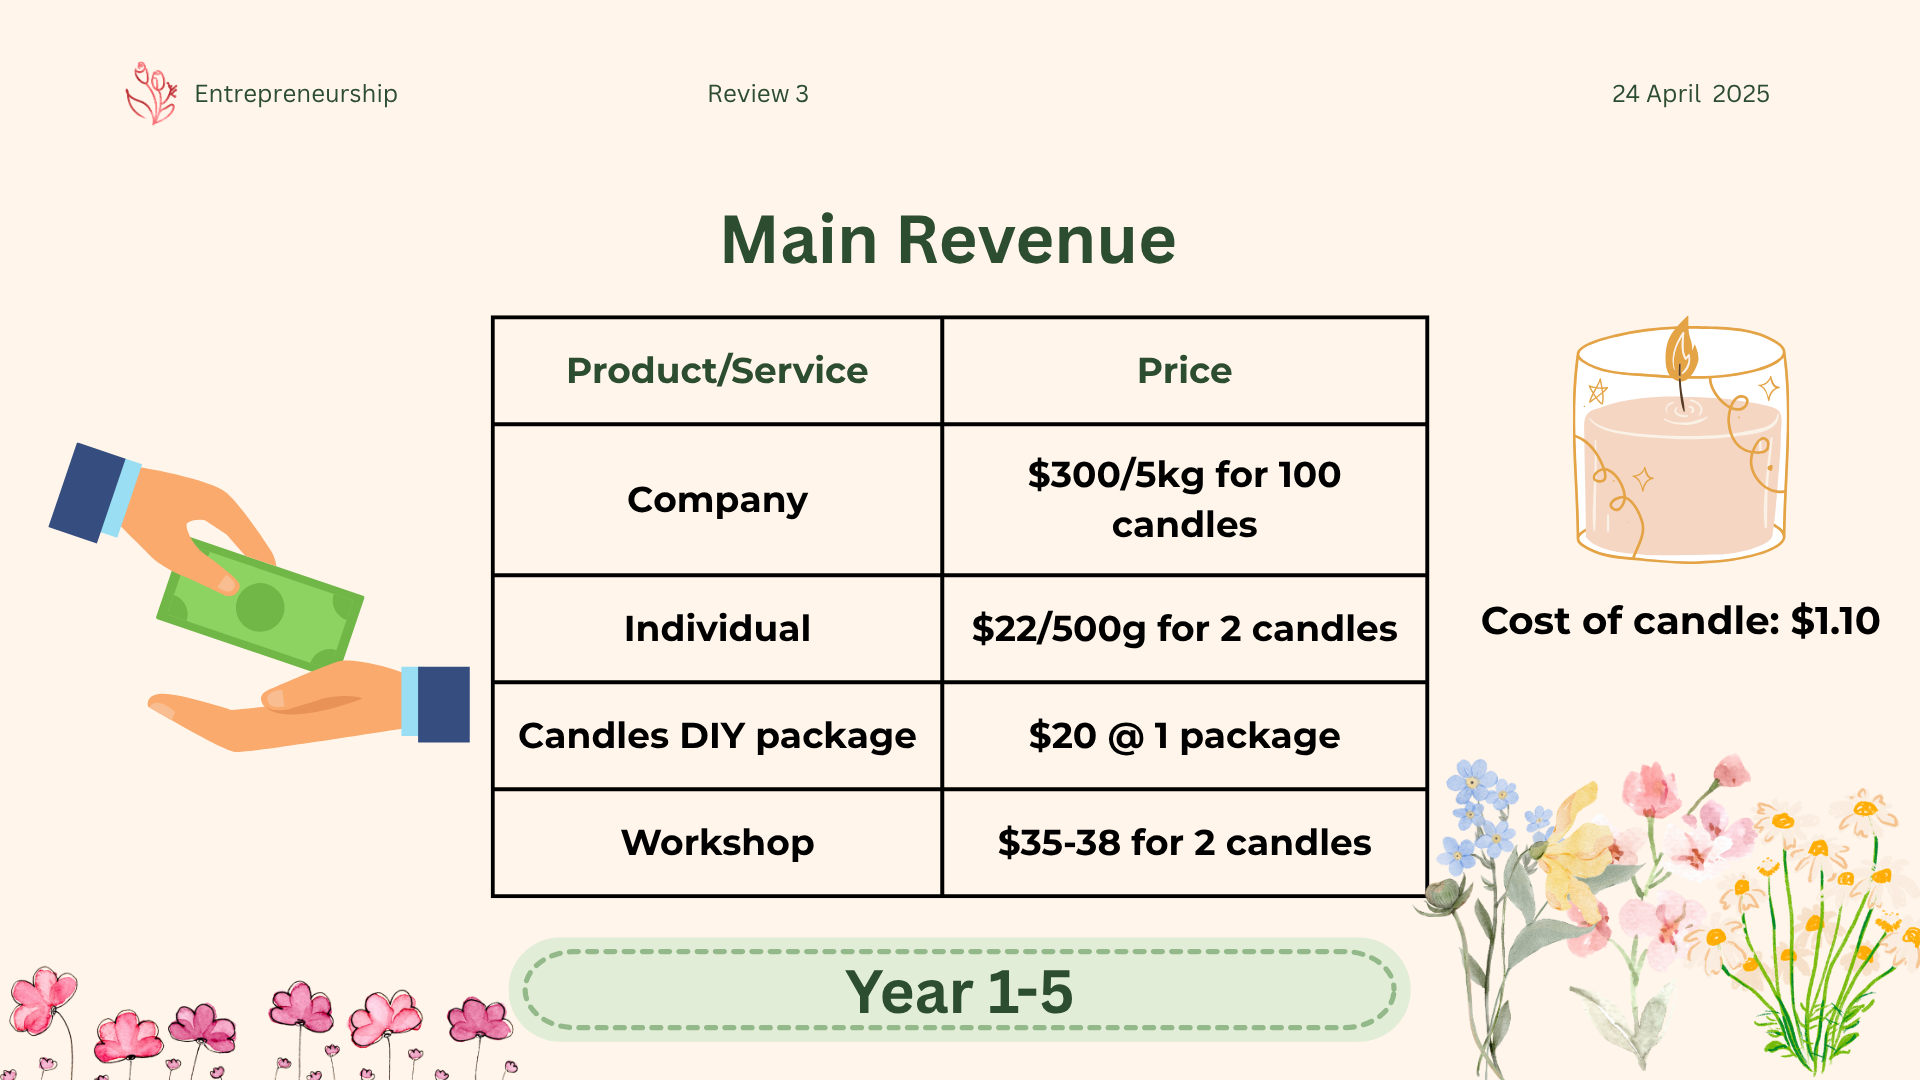 Entrepreneurship
Review 3
24 April 2025
Main Revenue
Product/Service
Price
Company
$300/5kg for 100
candles
Individual
$22/500g for 2 candles
Candles DIY package
$20 @ 1 package
Workshop
$35-38 for 2 candles
Cost of candle: $1.10
Year 1-5